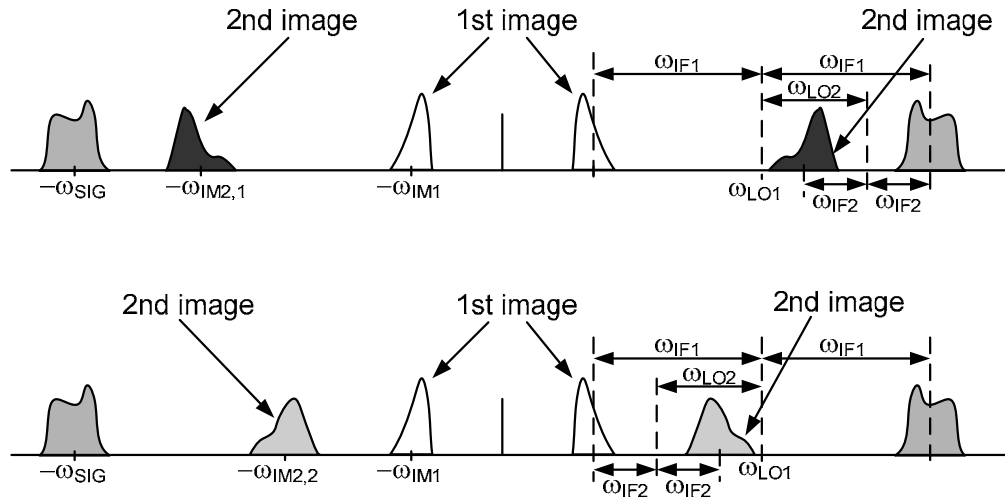 2nd image
1st image
2nd image
ωIF1
ωIF1
ωLO2
−ωSIG
−ωIM2,1
−ωIM1
ωLO1
ωIF2
ωIF2
2nd image
1st image
2nd image
ωIF1
ωIF1
ωLO2
−ωSIG
−ωIM2,2
−ωIM1
ωIF2
ωIF2
ωLO1